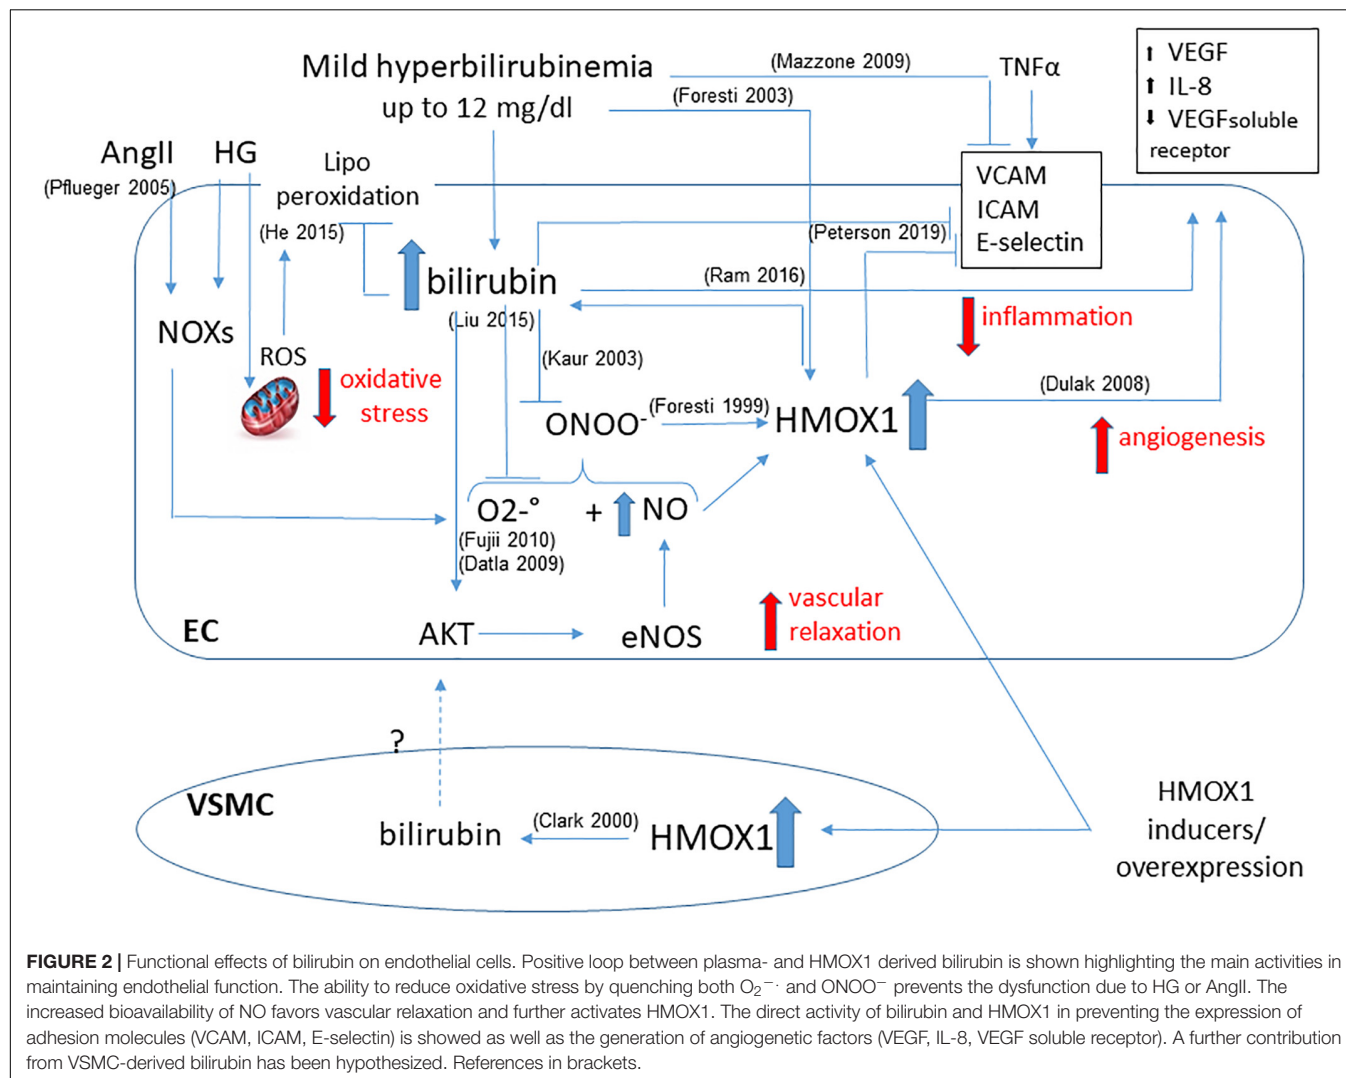 Mild hyperbilirubinemia
up to 12 mg/dl
(Mazzone 2009)
(Foresti 2003)
TNFα
⬆ VEGF
⬆ IL-8
⬇ VEGFsoluble
receptor
AngII
HG
(Pflueger 2005)
Lipo
peroxidation
(He 2015)
VCAM
ICAM
E-selectin
(Peterson 2019)
bilirubin
(Ram 2016)
(Liu 2015)
NOXs
ROS
oxidative
stress
(Kaur 2003)
inflammation
ONOO-
(Foresti 1999)
HMOX1
(Dulak 2008)
angiogenesis
O2-°
+
NO
(Fujii 2010)
(Datla 2009)
EC
AKT
eNOS
vascular
relaxation
?
VSMC
bilirubin
(Clark 2000)
HMOX1
HMOX1
inducers/
overexpression
FIGURE 2 | Functional effects of bilirubin on endothelial cells. Positive loop between plasma- and HMOX1 derived bilirubin is shown highlighting the main activities in
maintaining endothelial function. The ability to reduce oxidative stress by quenching both O₂⁻· and ONOO⁻ prevents the dysfunction due to HG or AngII. The
increased bioavailability of NO favors vascular relaxation and further activates HMOX1. The direct activity of bilirubin and HMOX1 in preventing the expression of
adhesion molecules (VCAM, ICAM, E-selectin) is showed as well as the generation of angiogenetic factors (VEGF, IL-8, VEGF soluble receptor). A further contribution
from VSMC-derived bilirubin has been hypothesized. References in brackets.